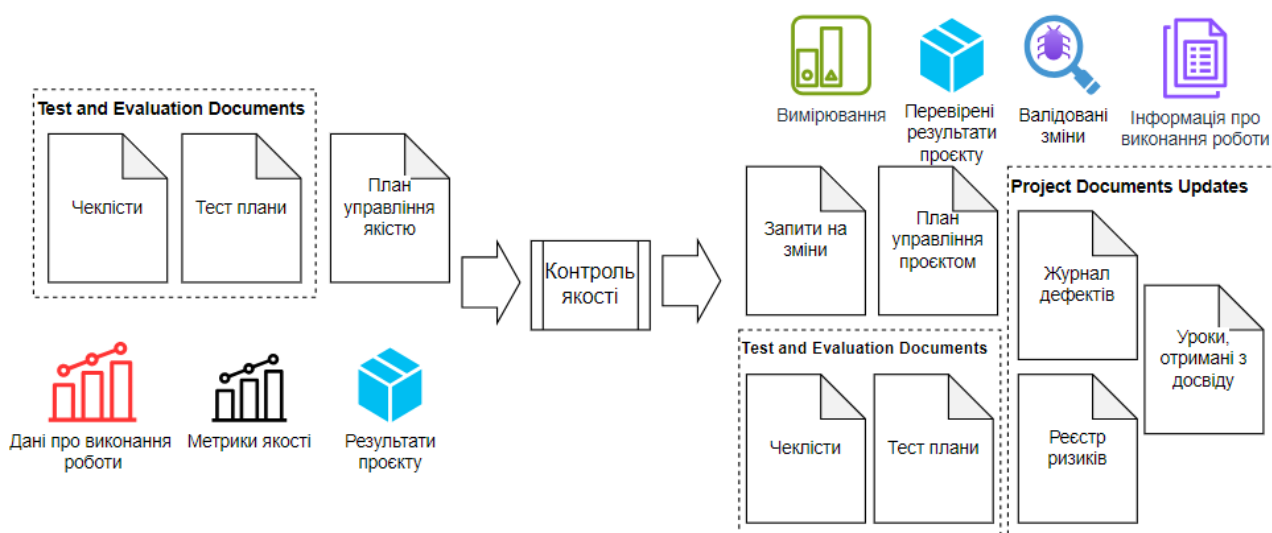 Test and Evaluation Documents
Чеклісти
Тест плани
План
управління
якістю
Дані про виконання
роботи
Метрики якості
Результати
проєкту
Контроль
якості
Вимірювання
Перевірені
результати
проєкту
Валідовані
зміни
Інформація про
виконання роботи
Запити на
зміни
План
управління
проєктом
Test and Evaluation Documents
Чеклісти
Тест плани
Project Documents Updates
Журнал
дефектів
Уроки,
отримані з
досвіду
Реєстр
ризиків